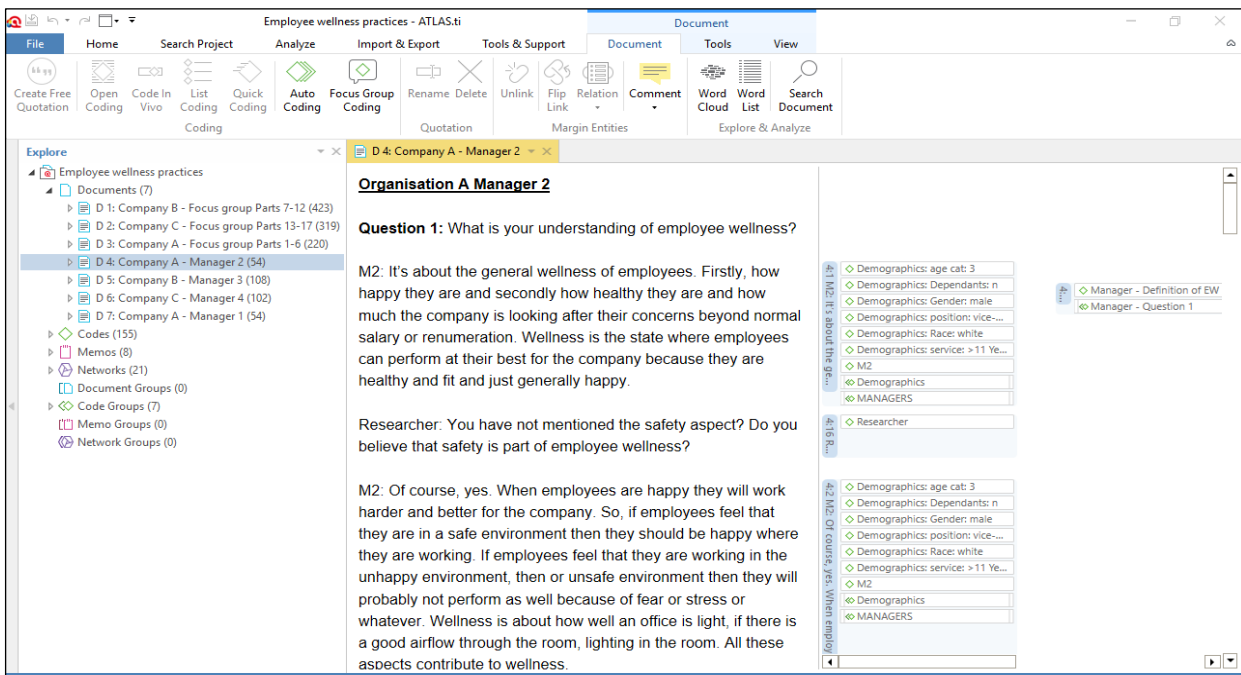 Employee wellness practices - ATLAS.ti
Document
File Home Search Project Analyze Import & Export Tools & Support Document Tools View
Create Free Quotation
Open Coding
Code In Vivo
List Coding
Quick Coding
Auto Coding
Focus Group Coding
Rename Delete
Unlink
Flip Link
Relation
Comment
Word Cloud
Word List
Search Document
Coding Quotation Margin Entities Explore & Analyze
Explore
Employee wellness practices
Documents (7)
D 1: Company B - Focus group Parts 7-12 (423)
D 2: Company C - Focus group Parts 13-17 (319)
D 3: Company A - Focus group Parts 1-6 (220)
D 4: Company A - Manager 2 (54)
D 5: Company B - Manager 3 (108)
D 6: Company C - Manager 4 (102)
D 7: Company A - Manager 1 (54)
Codes (155)
Memos (8)
Networks (21)
Document Groups (0)
Code Groups (7)
Memo Groups (0)
Network Groups (0)
D 4: Company A - Manager 2
Organisation A Manager 2
Question 1: What is your understanding of employee wellness?
M2: It's about the general wellness of employees. Firstly, how
happy they are and secondly how healthy they are and how
much the company is looking after their concerns beyond normal
salary or renumeration. Wellness is the state where employees
can perform at their best for the company because they are
healthy and fit and just generally happy.
Researcher: You have not mentioned the safety aspect? Do you
believe that safety is part of employee wellness?
M2: Of course, yes. When employees are happy they will work
harder and better for the company. So, if employees feel that
they are in a safe environment then they should be happy where
they are working. If employees feel that they are working in the
unhappy environment, then or unsafe environment then they will
probably not perform as well because of fear or stress or
whatever. Wellness is about how well an office is light, if there is
a good airflow through the room, lighting in the room. All these
aspects contribute to wellness.
4:1 M2: It's about the ge...
Demographics: age cat: 3
Demographics: Dependants: n
Demographics: Gender: male
Demographics: position: vice-...
Demographics: Race: white
Demographics: service: >11 Ye...
M2
Demographics
MANAGERS
4:16 R...
Researcher
4:2 M2: Of course, yes. When employ
Demographics: age cat: 3
Demographics: Dependants: n
Demographics: Gender: male
Demographics: position: vice-...
Demographics: Race: white
Demographics: service: >11 Ye...
M2
Demographics
MANAGERS
4:...
Manager - Definition of EW
Manager - Question 1